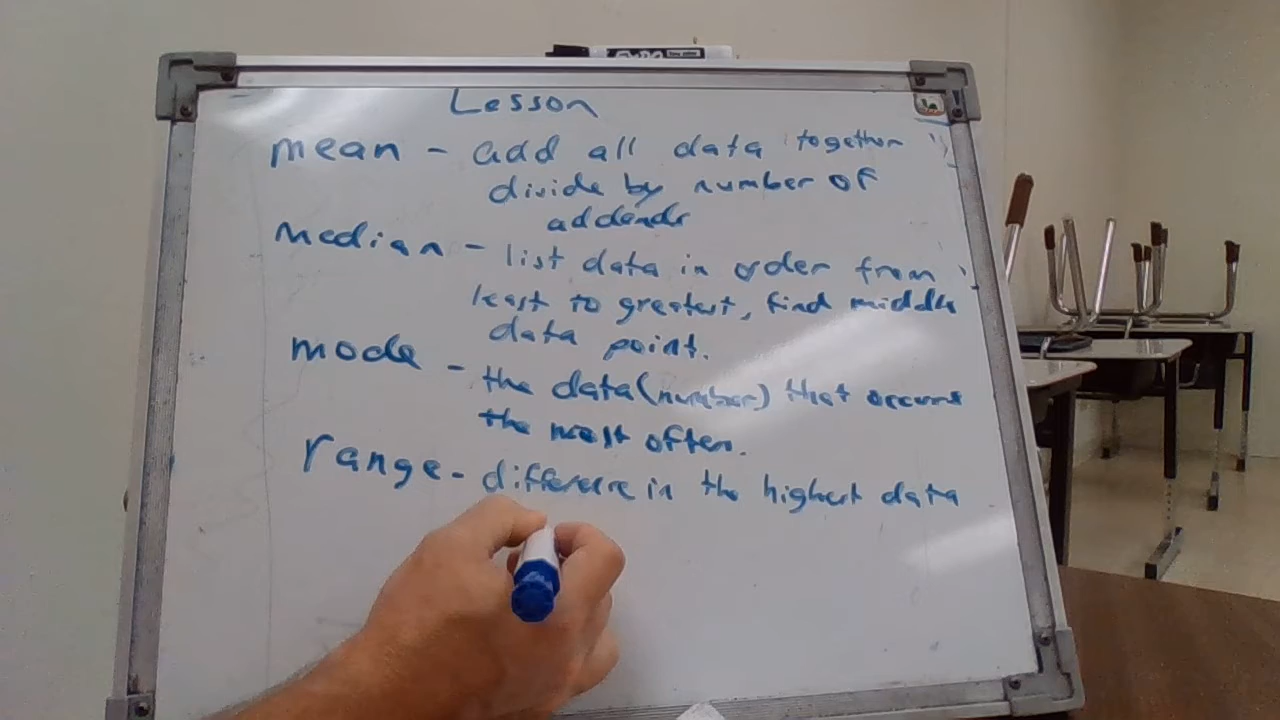 EXPO
Lesson
mean - add all data together
divide by number of
addends
median - list data in order from
least to greatest, find middle
data point.
mode - the data (number) that occurs
the most often.
range - difference in the highest data